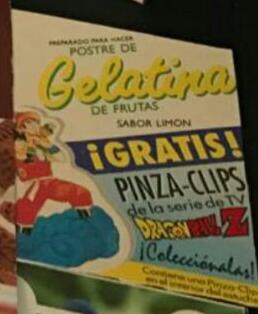 PREPARADO PARA HACER
POSTRE DE
Gelatina
DE FRUTAS
SABOR LIMON
¡GRATIS!
PINZA-CLIPS
de la serie de TV
DRAGON BALL Z
¡Colecciónalas!
Contiene una Pinza-Clip
en el interior del estuche